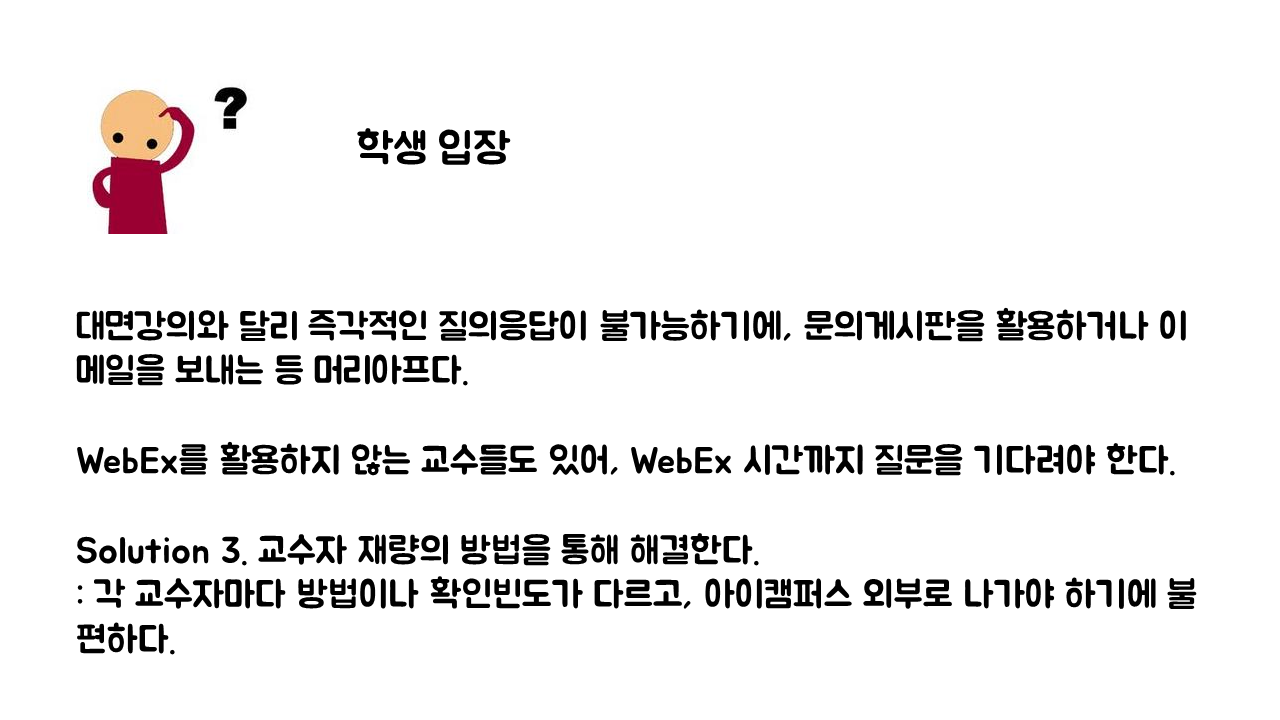 ?
학생 입장
대면강의와 달리 즉각적인 질의응답이 불가능하기에, 문의게시판을 활용하거나 이
메일을 보내는 등 머리아프다.
WebEx를 활용하지 않는 교수들도 있어, WebEx 시간까지 질문을 기다려야 한다.
Solution 3. 교수자 재량의 방법을 통해 해결한다.
: 각 교수자마다 방법이나 확인빈도가 다르고, 아이캠퍼스 외부로 나가야 하기에 불
편하다.